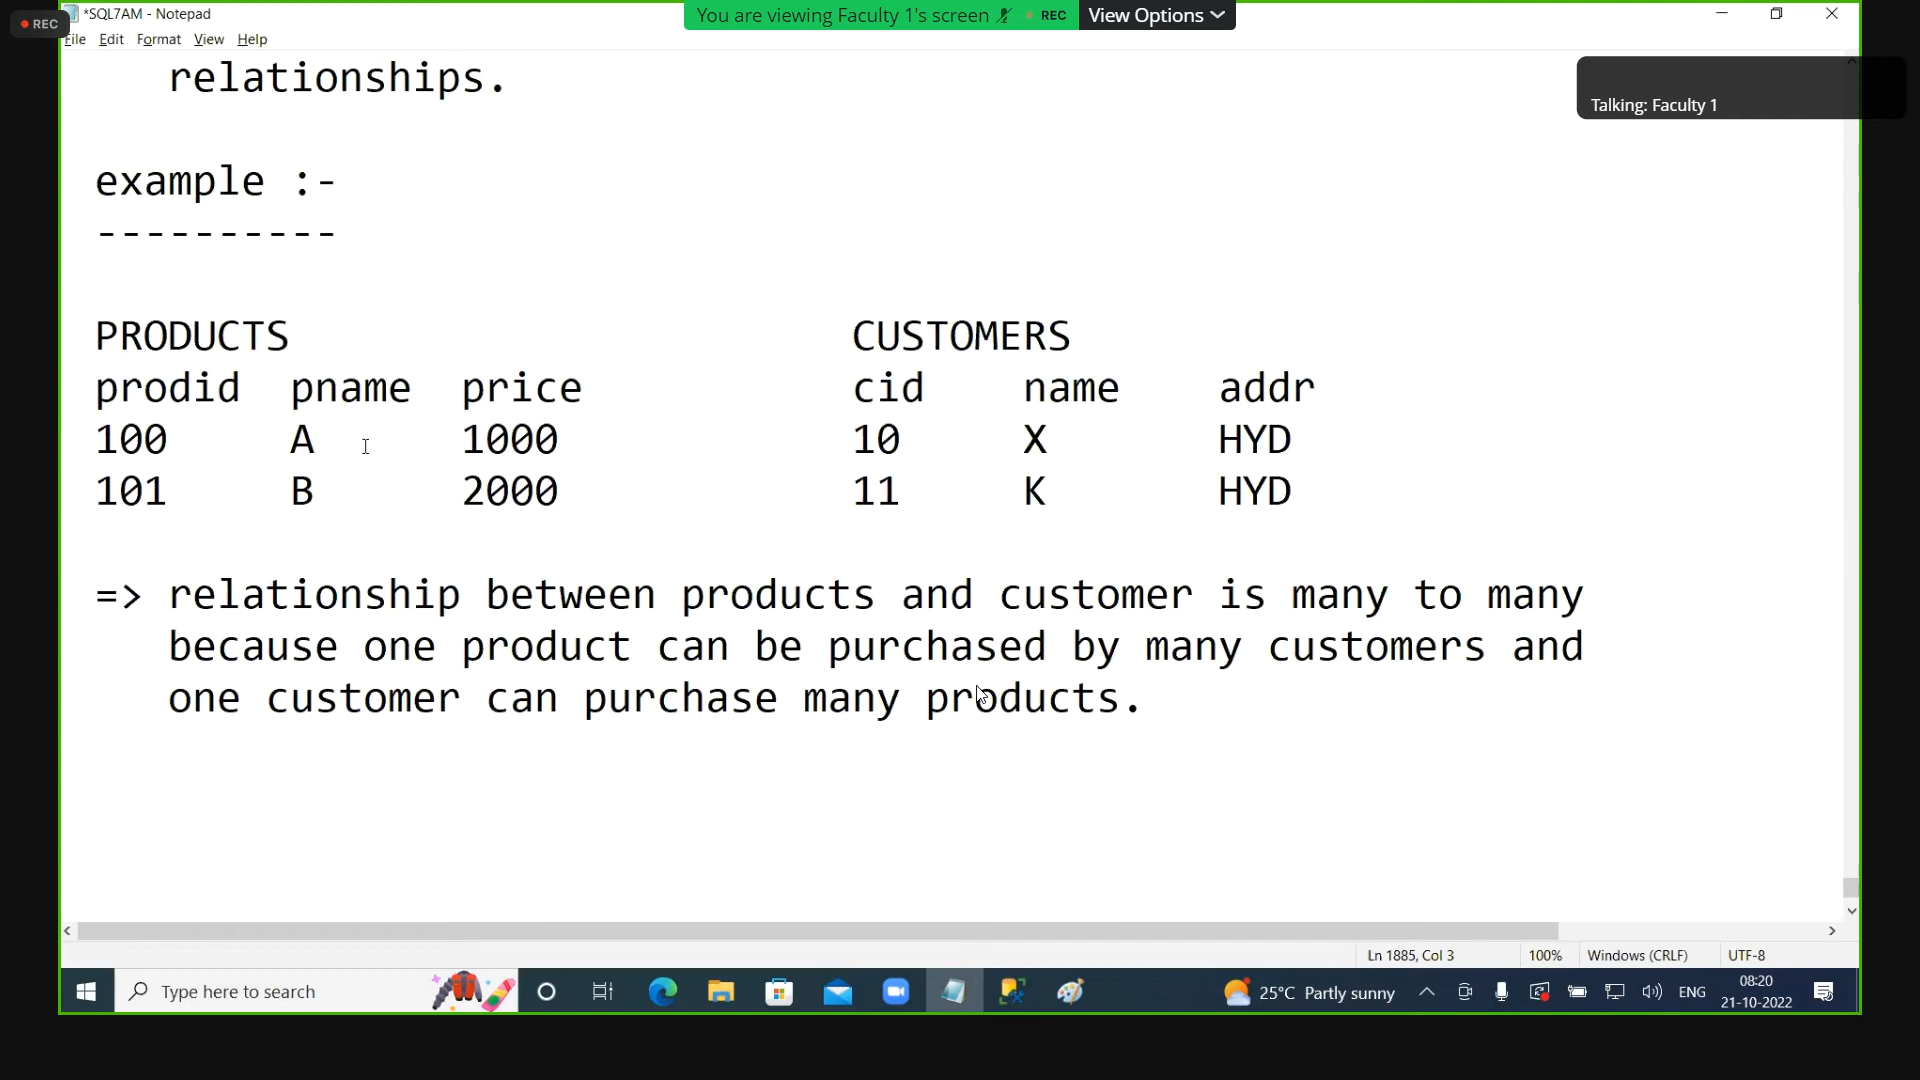 REC
*SQL7AM - Notepad
You are viewing Faculty 1's screen REC View Options
File Edit Format View Help
Talking: Faculty 1
relationships.
example :-
----------
PRODUCTS CUSTOMERS
prodid pname price cid name addr
100 A 1000 10 X HYD
101 B 2000 11 K HYD
=> relationship between products and customer is many to many
because one product can be purchased by many customers and
one customer can purchase many products.
Ln 1885, Col 3 100% Windows (CRLF) UTF-8
Type here to search 25°C Partly sunny ENG 08:20
21-10-2022